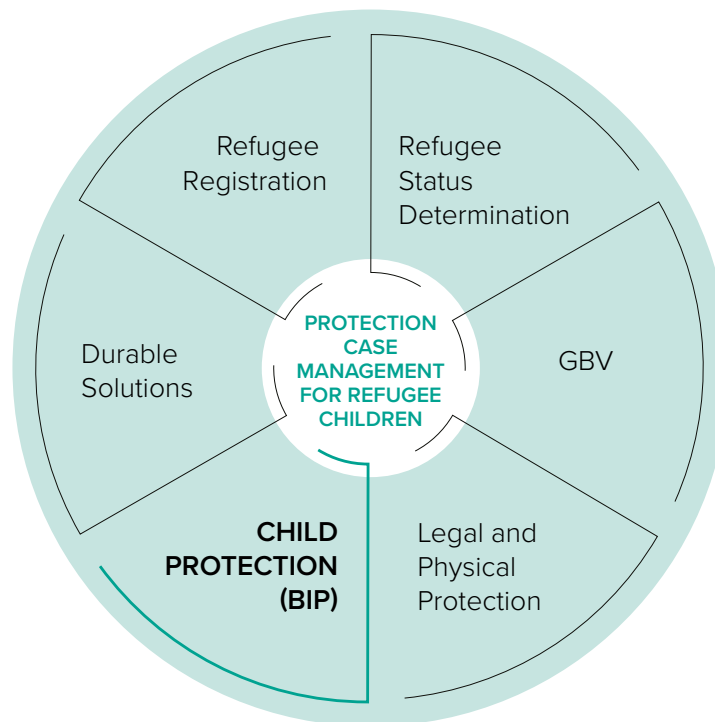 Refugee
Registration
Refugee
Status
Determination
Durable
Solutions
PROTECTION
CASE
MANAGEMENT
FOR REFUGEE
CHILDREN
GBV
CHILD
PROTECTION
(BIP)
Legal and
Physical
Protection